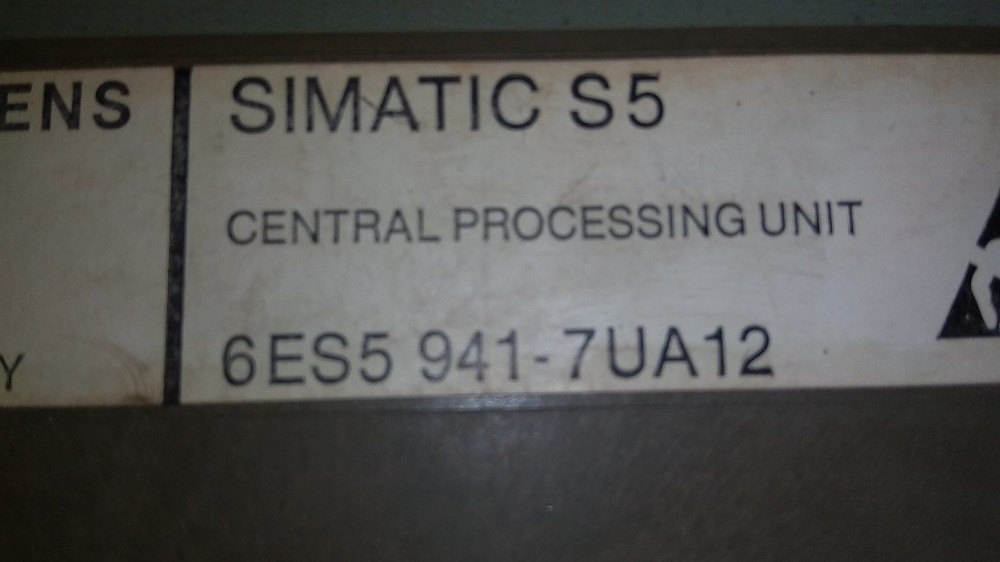 ENS
SIMATIC S5
CENTRAL PROCESSING UNIT
Y
6ES5 941-7UA12